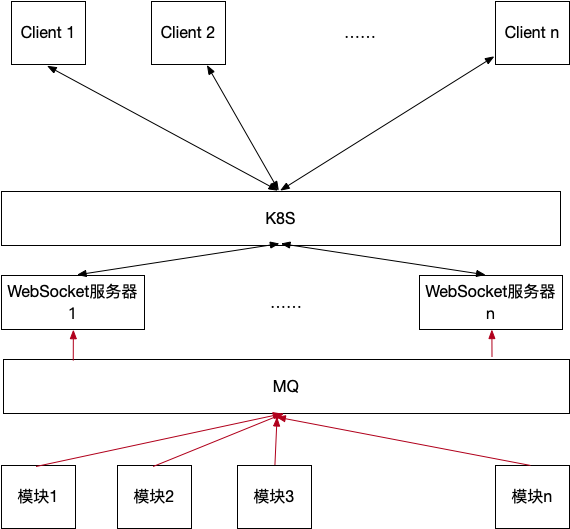 Client 1
Client 2
......
Client n
K8S
WebSocket服务器
1
......
WebSocket服务器
n
MQ
模块1
模块2
模块3
模块n